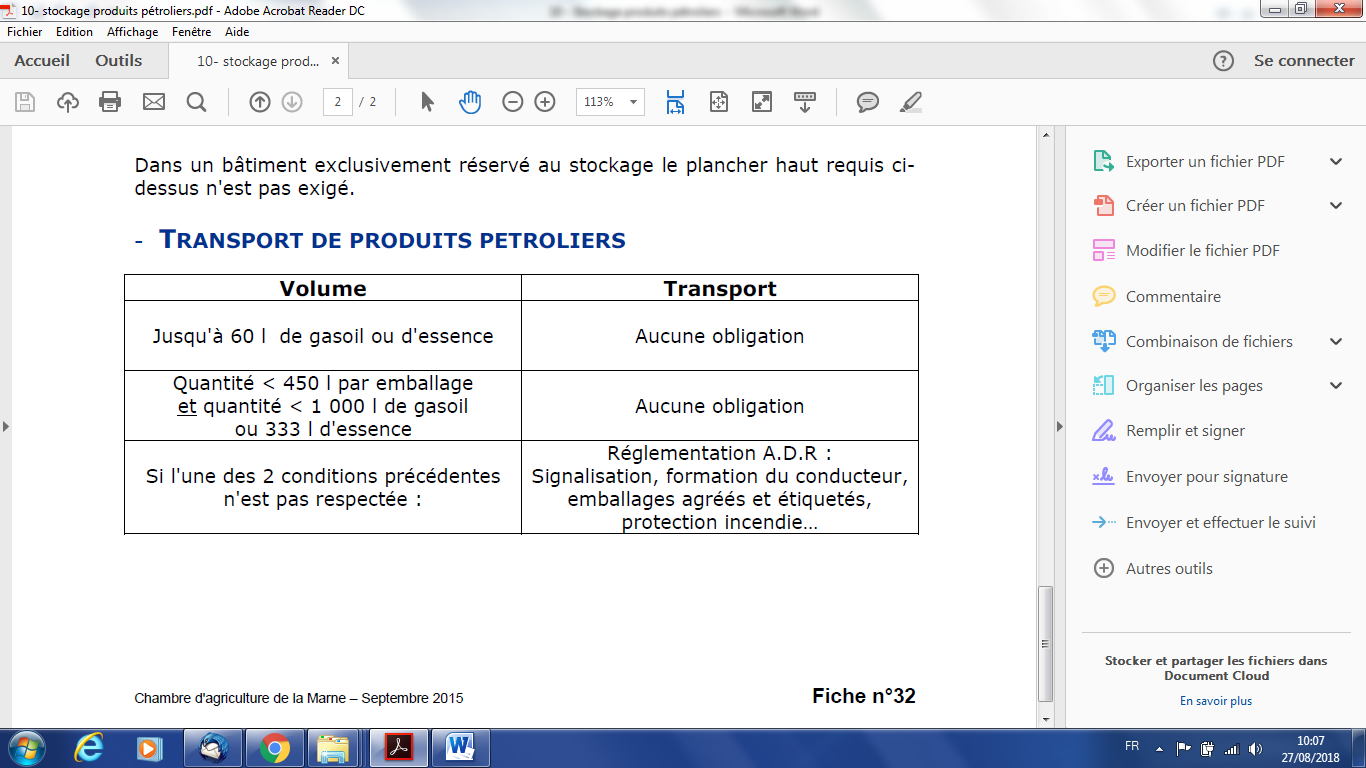 10- stockage produits pétroliers.pdf - Adobe Acrobat Reader DC
10 - Stockage produits pétroliers - Microsoft Word
Fichier Edition Affichage Fenêtre Aide
Accueil Outils 10- stockage prod... × ? Se connecter
2 / 2 113%
Dans un bâtiment exclusivement réservé au stockage le plancher haut requis ci-
dessus n'est pas exigé.
- TRANSPORT DE PRODUITS PETROLIERS
Volume Transport
Jusqu'à 60 l de gasoil ou d'essence Aucune obligation
Quantité < 450 l par emballage
et quantité < 1 000 l de gasoil
ou 333 l d'essence
Aucune obligation
Si l'une des 2 conditions précédentes
n'est pas respectée :
Réglementation A.D.R :
Signalisation, formation du conducteur,
emballages agréés et étiquetés,
protection incendie…
Chambre d'agriculture de la Marne – Septembre 2015 Fiche n°32
Exporter un fichier PDF
Créer un fichier PDF
Modifier le fichier PDF
Commentaire
Combinaison de fichiers
Organiser les pages
Remplir et signer
Envoyer pour signature
Envoyer et effectuer le suivi
Autres outils
Stocker et partager les fichiers dans
Document Cloud
En savoir plus
FR 10:07
27/08/2018